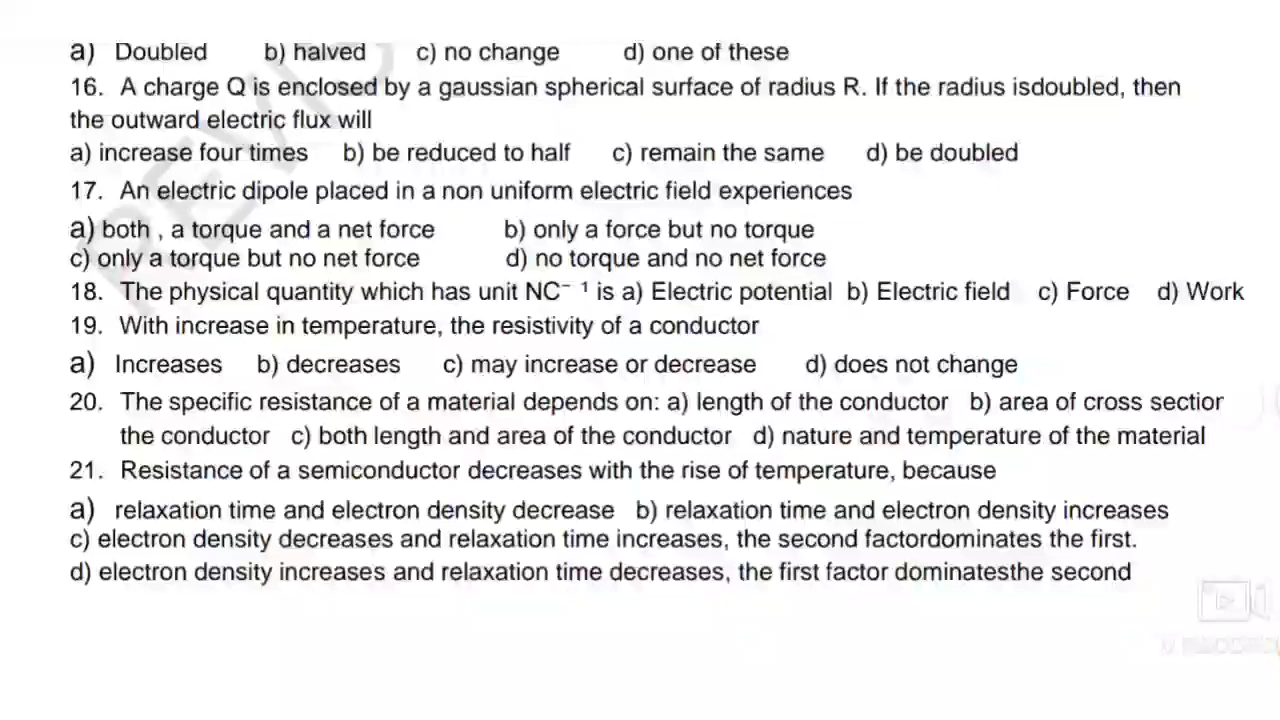 a) Doubled b) halved c) no change d) one of these
16. A charge Q is enclosed by a gaussian spherical surface of radius R. If the radius isdoubled, then
the outward electric flux will
a) increase four times b) be reduced to half c) remain the same d) be doubled
17. An electric dipole placed in a non uniform electric field experiences
a) both , a torque and a net force b) only a force but no torque
c) only a torque but no net force d) no torque and no net force
18. The physical quantity which has unit NC⁻ ¹ is a) Electric potential b) Electric field c) Force d) Work
19. With increase in temperature, the resistivity of a conductor
a) Increases b) decreases c) may increase or decrease d) does not change
20. The specific resistance of a material depends on: a) length of the conductor b) area of cross section
the conductor c) both length and area of the conductor d) nature and temperature of the material
21. Resistance of a semiconductor decreases with the rise of temperature, because
a) relaxation time and electron density decrease b) relaxation time and electron density increases
c) electron density decreases and relaxation time increases, the second factordominates the first.
d) electron density increases and relaxation time decreases, the first factor dominatesthe second